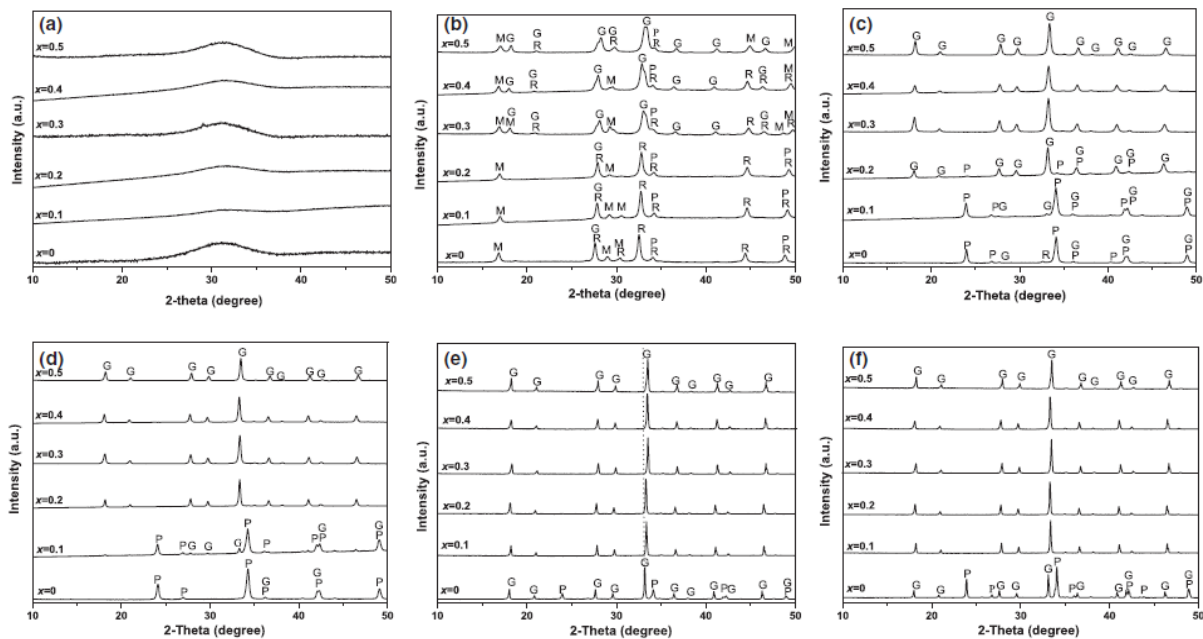 (a)
x=0.5
x=0.4
x=0.3
x=0.2
x=0.1
x=0
Intensity (a.u.)
10 20 30 40 50
2-theta (degree)
(b)
x=0.5 M G G R G G R G P R G G M G M
x=0.4 M G G R G M P R G G R G R M R
x=0.3 M M G G R G M G P R G G R G R M R
x=0.2 M G R M R P R R P R
x=0.1 M G R M M R P R R P R
x=0 M G R M M R R P R M P R
Intensity (a.u.)
10 20 30 40 50
2-theta (degree)
(c)
x=0.5 G G G G G G G G G G
x=0.4
x=0.3
x=0.2 G G P G G G P G P G G P G
x=0.1 P P G G P G P P G P G P
x=0 P P G R P G P P G P G P
Intensity (a.u.)
10 20 30 40 50
2-Theta (degree)
(d)
x=0.5 G G G G G G G G G G
x=0.4
x=0.3
x=0.2
x=0.1 P P G G G P P P G P G P
x=0 P P P G P G P P
Intensity (a.u.)
10 20 30 40 50
2-Theta (degree)
(e)
x=0.5 G G G G G G G G G G
x=0.4
x=0.3
x=0.2
x=0.1
x=0 G G P G G G P G G G P G G G P
Intensity (a.u.)
10 20 30 40 50
2-Theta (degree)
(f)
x=0.5 G G G G G G G G G G
x=0.4
x=0.3
x=0.2
x=0.1
x=0 G G P P G G G P P G G G P P G G P
Intensity (a.u.)
10 20 30 40 50
2-Theta (degree)